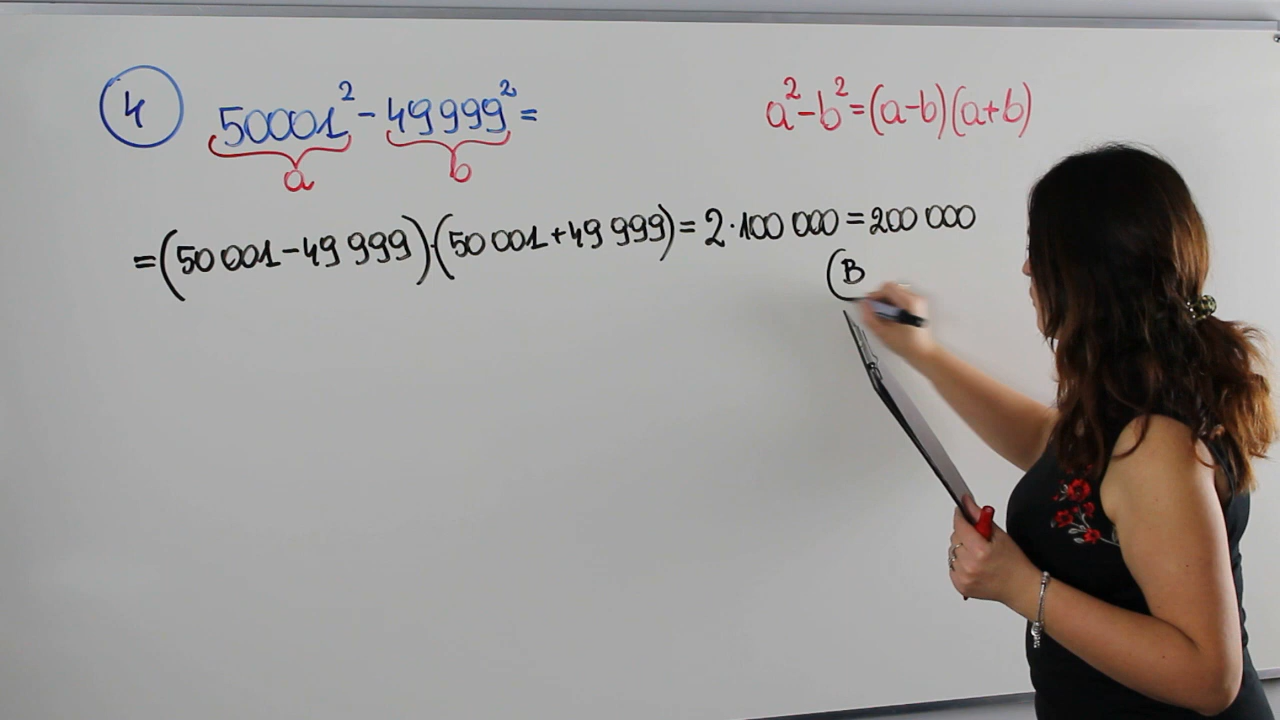 4 50001² - 49999² = a² - b² = (a-b)(a+b)
a b
= (50 001 - 49 999) · (50 001 + 49 999) = 2 · 100 000 = 200 000
B